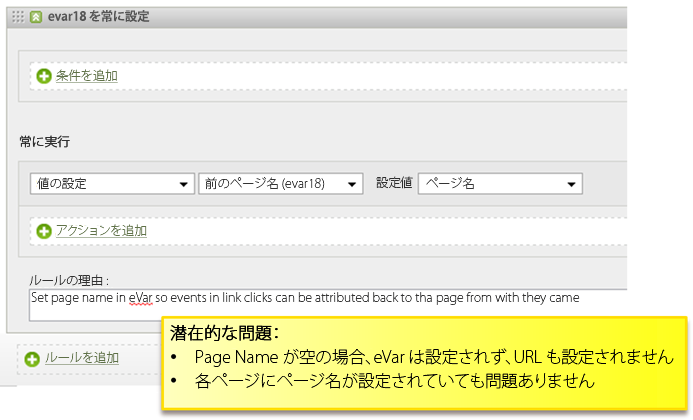 evar18 を常に設定
条件を追加
常に実行
値の設定 前のページ名 (evar18) 設定値 ページ名
アクションを追加
ルールの理由 :
Set page name in eVar so events in link clicks can be attributed back to tha page from with they came
ルールを追加
潜在的な問題：
• Page Name が空の場合、eVar は設定されず、URL も設定されません
• 各ページにページ名が設定されていても問題ありません